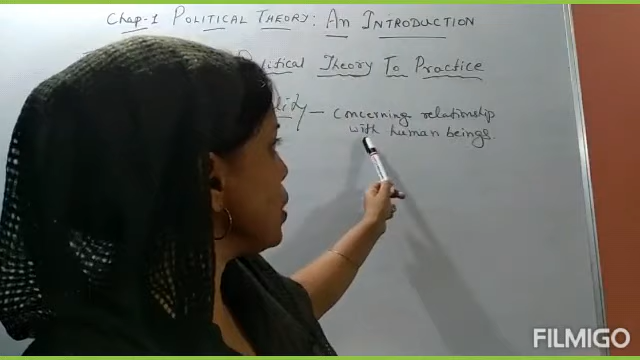 Chap-1 POLITICAL THEORY: AN INTRODUCTION
Political Theory To Practice
— Concerning relationship
with human beings.
FILMIGO